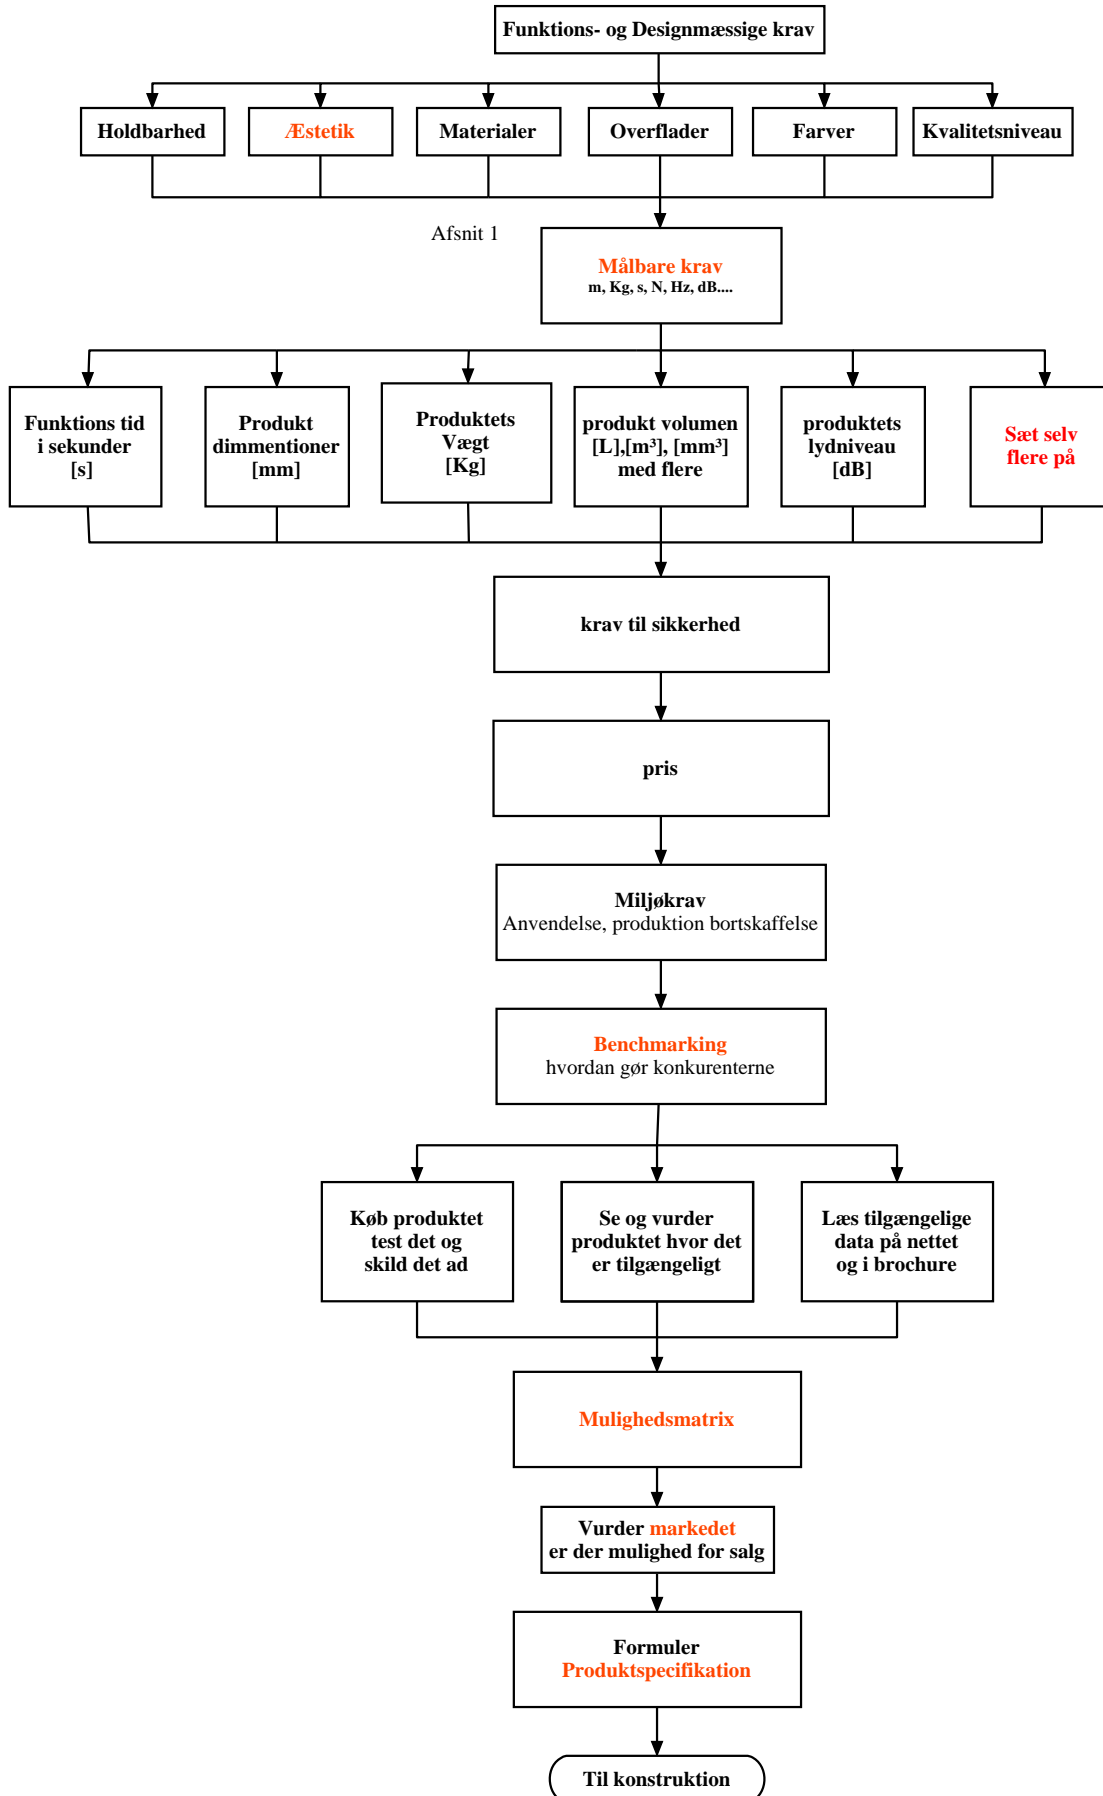 Funktions- og Designmæssige krav
Holdbarhed
Æstetik
Materialer
Overflader
Farver
Kvalitetsniveau
Afsnit 1
Målbare krav
m, Kg, s, N, Hz, dB....
Funktions tid
i sekunder
[s]
Produkt
dimmentioner
[mm]
Produktets
Vægt
[Kg]
produkt volumen
[L],[m³], [mm³]
med flere
produktets
lydniveau
[dB]
Sæt selv
flere på
krav til sikkerhed
pris
Miljøkrav
Anvendelse, produktion bortskaffelse
Benchmarking
hvordan gør konkurenterne
Køb produktet
test det og
skild det ad
Se og vurder
produktet hvor det
er tilgængeligt
Læs tilgængelige
data på nettet
og i brochure
Mulighedsmatrix
Vurder markedet
er der mulighed for salg
Formuler
Produktspecifikation
Til konstruktion